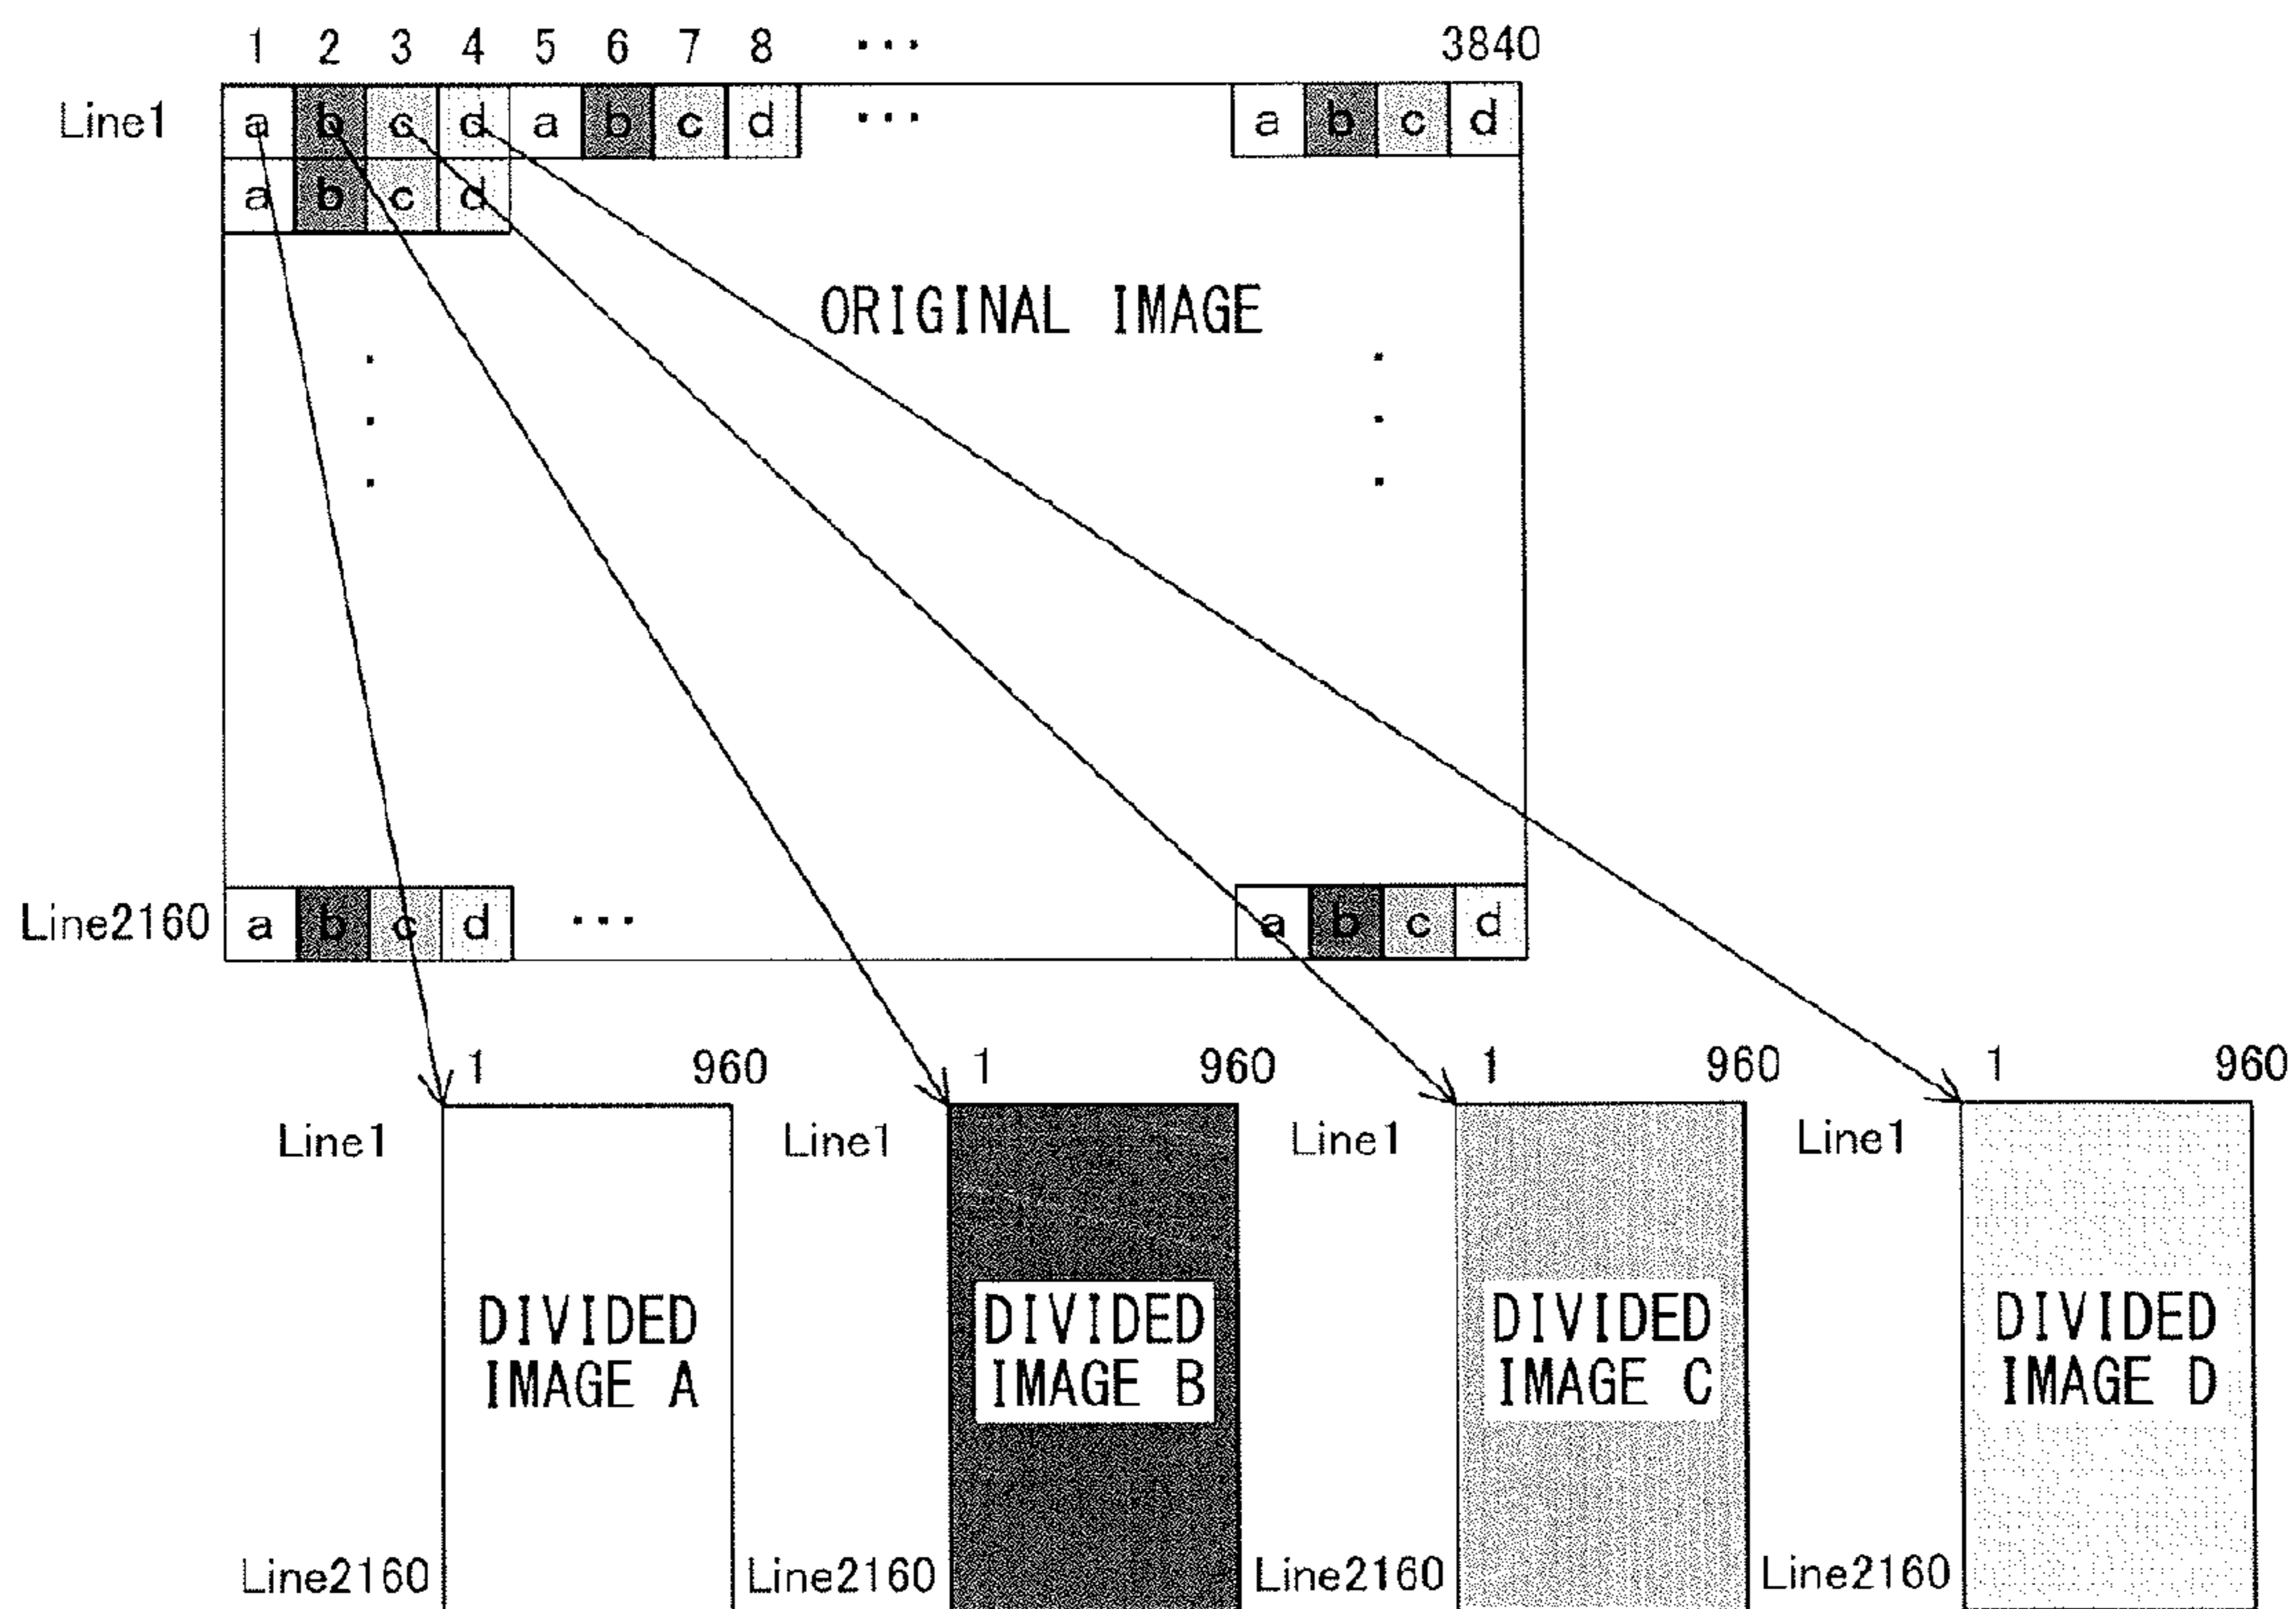 1 2 3 4 5 6 7 8 ... 3840
Line1 a b c d a b c d ... a b c d
a b c d
ORIGINAL IMAGE
Line2160 a b c d ... a b c d
1 960 1 960 1 960 1 960
Line1 Line1 Line1 Line1
DIVIDED DIVIDED DIVIDED DIVIDED
IMAGE A IMAGE B IMAGE C IMAGE D
Line2160 Line2160 Line2160 Line2160